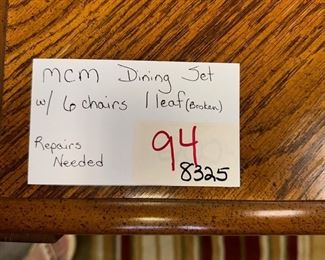 MCM Dining Set
w/ 6 chairs 1 leaf (Broken)
Repairs
Needed
94
8325